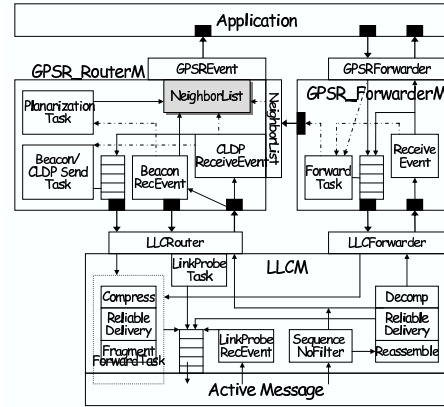 Application
GPSREvent
GPSRForwarder
GPSR_RouterM
GPSR_ForwarderM
NeighborList
Planarization
Task
NeighborList
CLDP
ReceiveEvent
Beacon/
CLDP Send
Task
Beacon
RecEvent
Forward
Task
Receive
Event
LLCRouter
LLCForwarder
LinkProbe
Task
LLCM
Compress
Reliable
Delivery
Fragment
ForwardTask
LinkProbe
RecEvent
Sequence
NoFilter
Decomp
Reliable
Delivery
Reassemble
Active Message